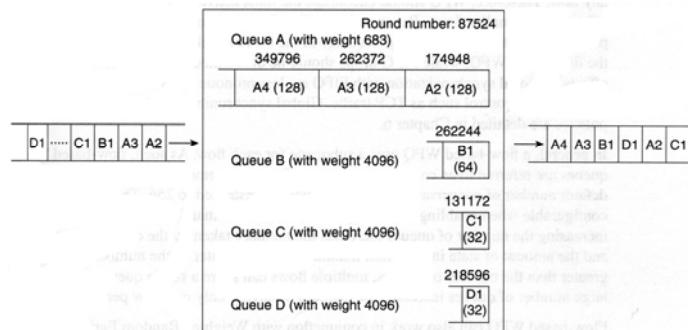 Round number: 87524
Queue A (with weight 683)
349796 262372 174948
A4 (128) A3 (128) A2 (128)
D1 ..... C1 B1 A3 A2
262244
Queue B (with weight 4096)
B1
(64)
A4 A3 B1 D1 A2 C1
131172
Queue C (with weight 4096)
C1
(32)
218596
Queue D (with weight 4096)
D1
(32)